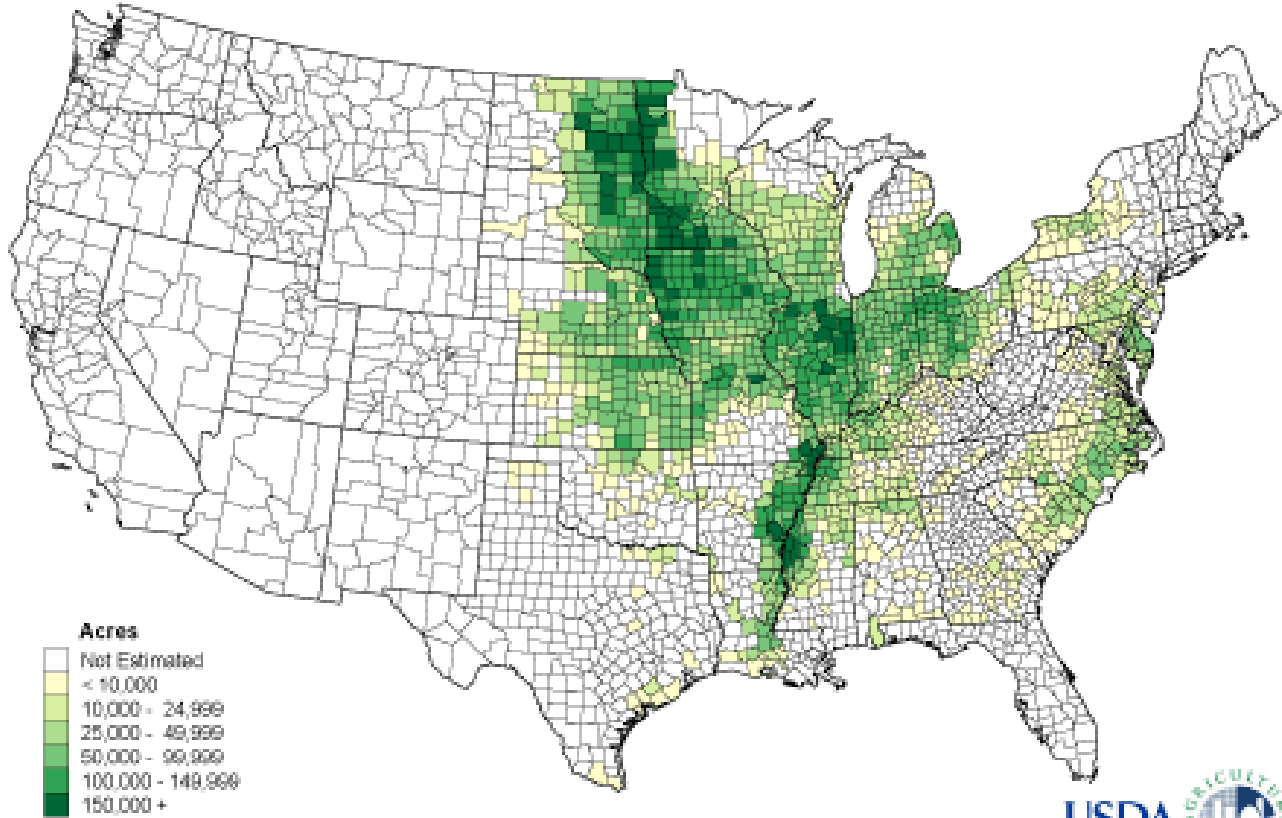 Acres
Not Estimated
< 10,000
10,000 - 24,999
25,000 - 49,999
50,000 - 99,999
100,000 - 149,999
150,000 +
USDA
AGRICULTU